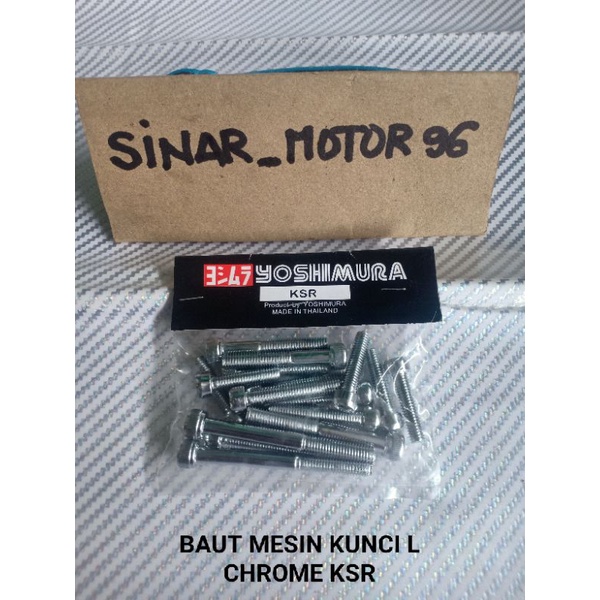 SiNAR_MOTOR 96
ヨシムラ YOSHIMURA
KSR
Product by YOSHIMURA
MADE IN THAILAND
BAUT MESIN KUNCI L
CHROME KSR